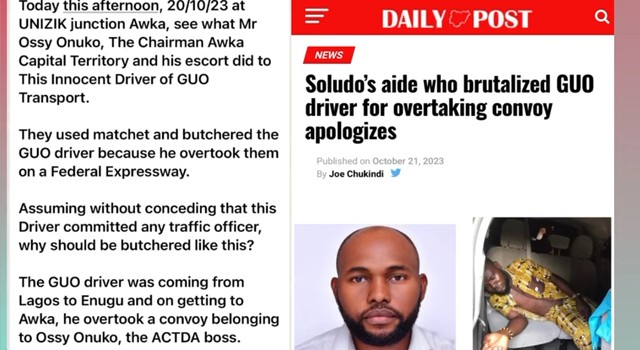 Today this afternoon, 20/10/23 at
UNIZIK junction Awka, see what Mr
Ossy Onuko, The Chairman Awka
Capital Territory and his escort did to
This Innocent Driver of GUO
Transport.
They used matchet and butchered the
GUO driver because he overtook them
on a Federal Expressway.
Assuming without conceding that this
Driver committed any traffic officer,
why should be butchered like this?
The GUO driver was coming from
Lagos to Enugu and on getting to
Awka, he overtook a convoy belonging
to Ossy Onuko, the ACTDA boss.
DAILY POST
NEWS
Soludo's aide who brutalized GUO
driver for overtaking convoy
apologizes
Published on October 21, 2023
By Joe Chukindi